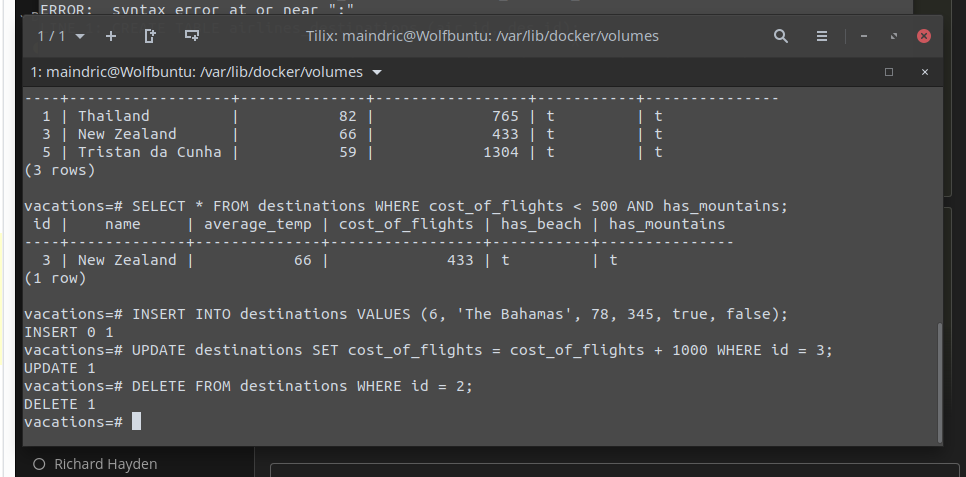 ERROR:  syntax error at or near ";"
1 / 1
Tilix: maindric@Wolfbuntu: /var/lib/docker/volumes
1: maindric@Wolfbuntu: /var/lib/docker/volumes
----+------------------+--------------+-----------------+-----------+---------------
  1 | Thailand         |           82 |             765 | t         | t
  3 | New Zealand      |           66 |             433 | t         | t
  5 | Tristan da Cunha |           59 |            1304 | t         | t
(3 rows)
vacations=# SELECT * FROM destinations WHERE cost_of_flights < 500 AND has_mountains;
 id |    name     | average_temp | cost_of_flights | has_beach | has_mountains
----+-------------+--------------+-----------------+-----------+---------------
  3 | New Zealand |           66 |             433 | t         | t
(1 row)
vacations=# INSERT INTO destinations VALUES (6, 'The Bahamas', 78, 345, true, false);
INSERT 0 1
vacations=# UPDATE destinations SET cost_of_flights = cost_of_flights + 1000 WHERE id = 3;
UPDATE 1
vacations=# DELETE FROM destinations WHERE id = 2;
DELETE 1
vacations=#
Richard Hayden